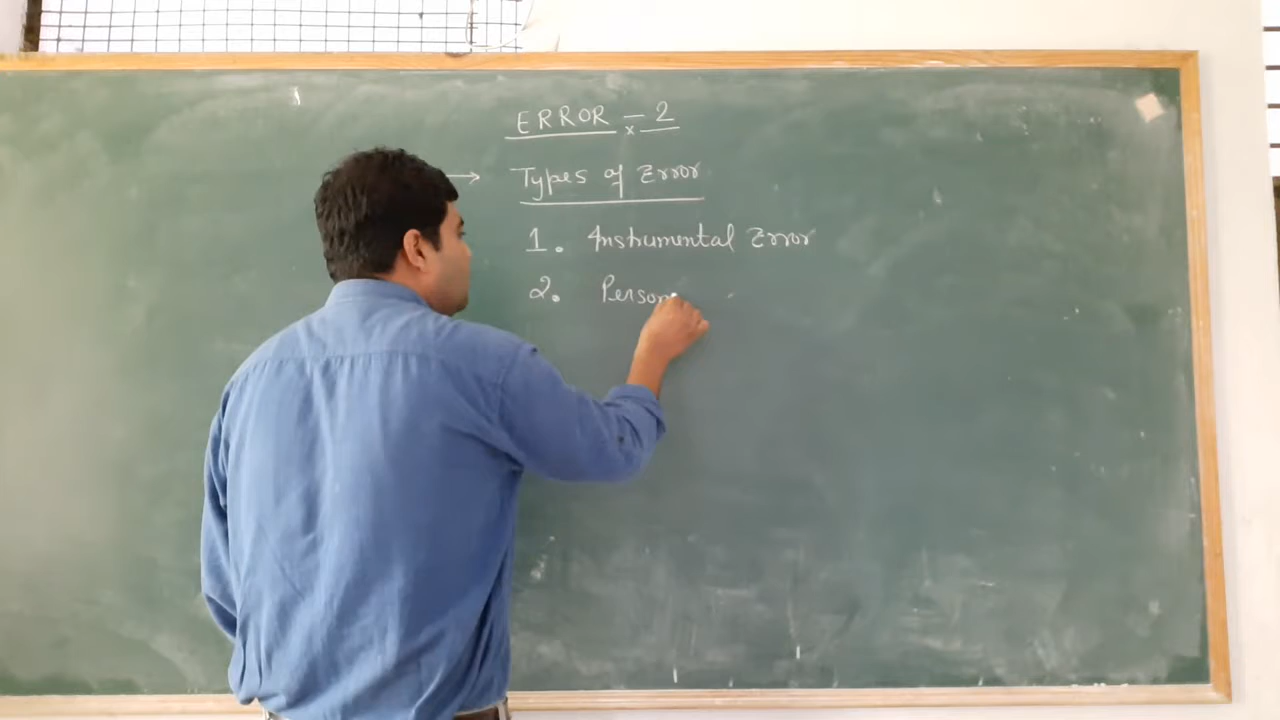 ERROR - 2
→ Types of Error
1. Instrumental Error
2. Person